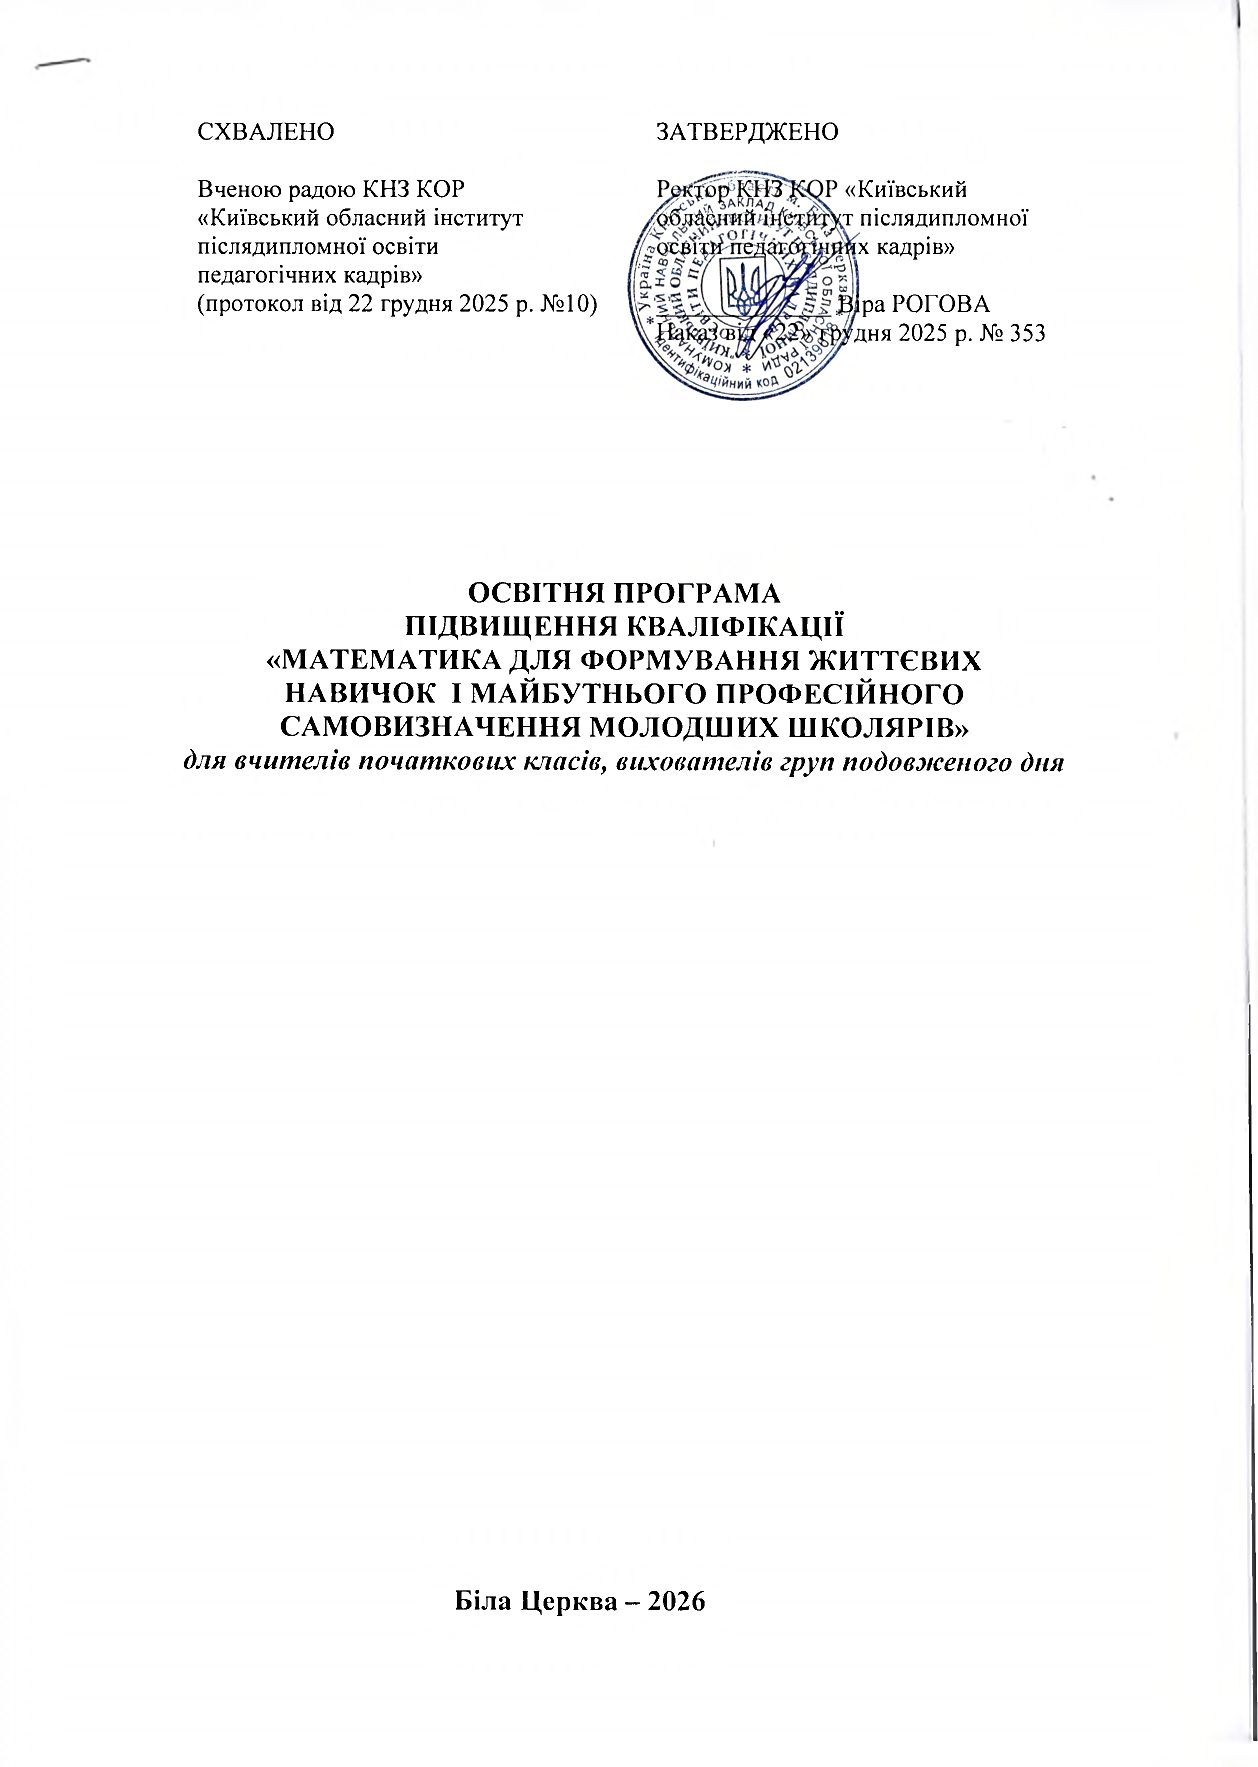 СХВАЛЕНО
Вченою радою КНЗ КОР
«Київський обласний інститут
післядипломної освіти
педагогічних кадрів»
(протокол від 22 грудня 2025 р. №10)
ЗАТВЕРДЖЕНО
Ректор КНЗ КОР «Київський
обласний інститут післядипломної
освіти педагогічних кадрів»
Віра РОГОВА
Наказ від «22» грудня 2025 р. № 353
ідентифікаційний код 02139618
ОСВІТНЯ ПРОГРАМА
ПІДВИЩЕННЯ КВАЛІФІКАЦІЇ
«МАТЕМАТИКА ДЛЯ ФОРМУВАННЯ ЖИТТЄВИХ
НАВИЧОК І МАЙБУТНЬОГО ПРОФЕСІЙНОГО
САМОВИЗНАЧЕННЯ МОЛОДШИХ ШКОЛЯРІВ»
для вчителів початкових класів, вихователів груп подовженого дня
Біла Церква – 2026